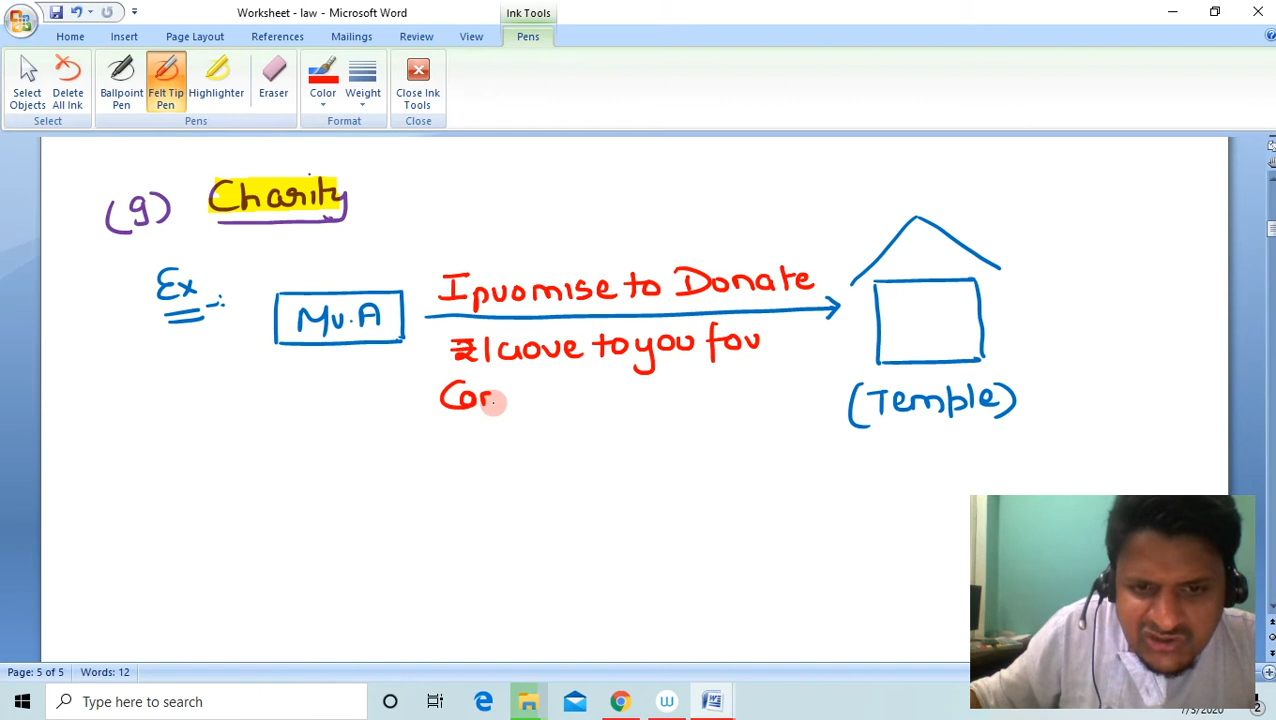 Worksheet - law - Microsoft Word
Ink Tools
Home Insert Page Layout References Mailings Review View Pens
Select Objects
Delete All Ink
Ballpoint Pen
Felt Tip Pen
Highlighter
Eraser
Color
Weight
Close Ink Tools
Select Pens Format Close
(g) Charity
Ex :
Mr. A
I promise to Donate
₹ 1 crore to you for
Con
(Temple)
Page: 5 of 5 Words: 12
Type here to search